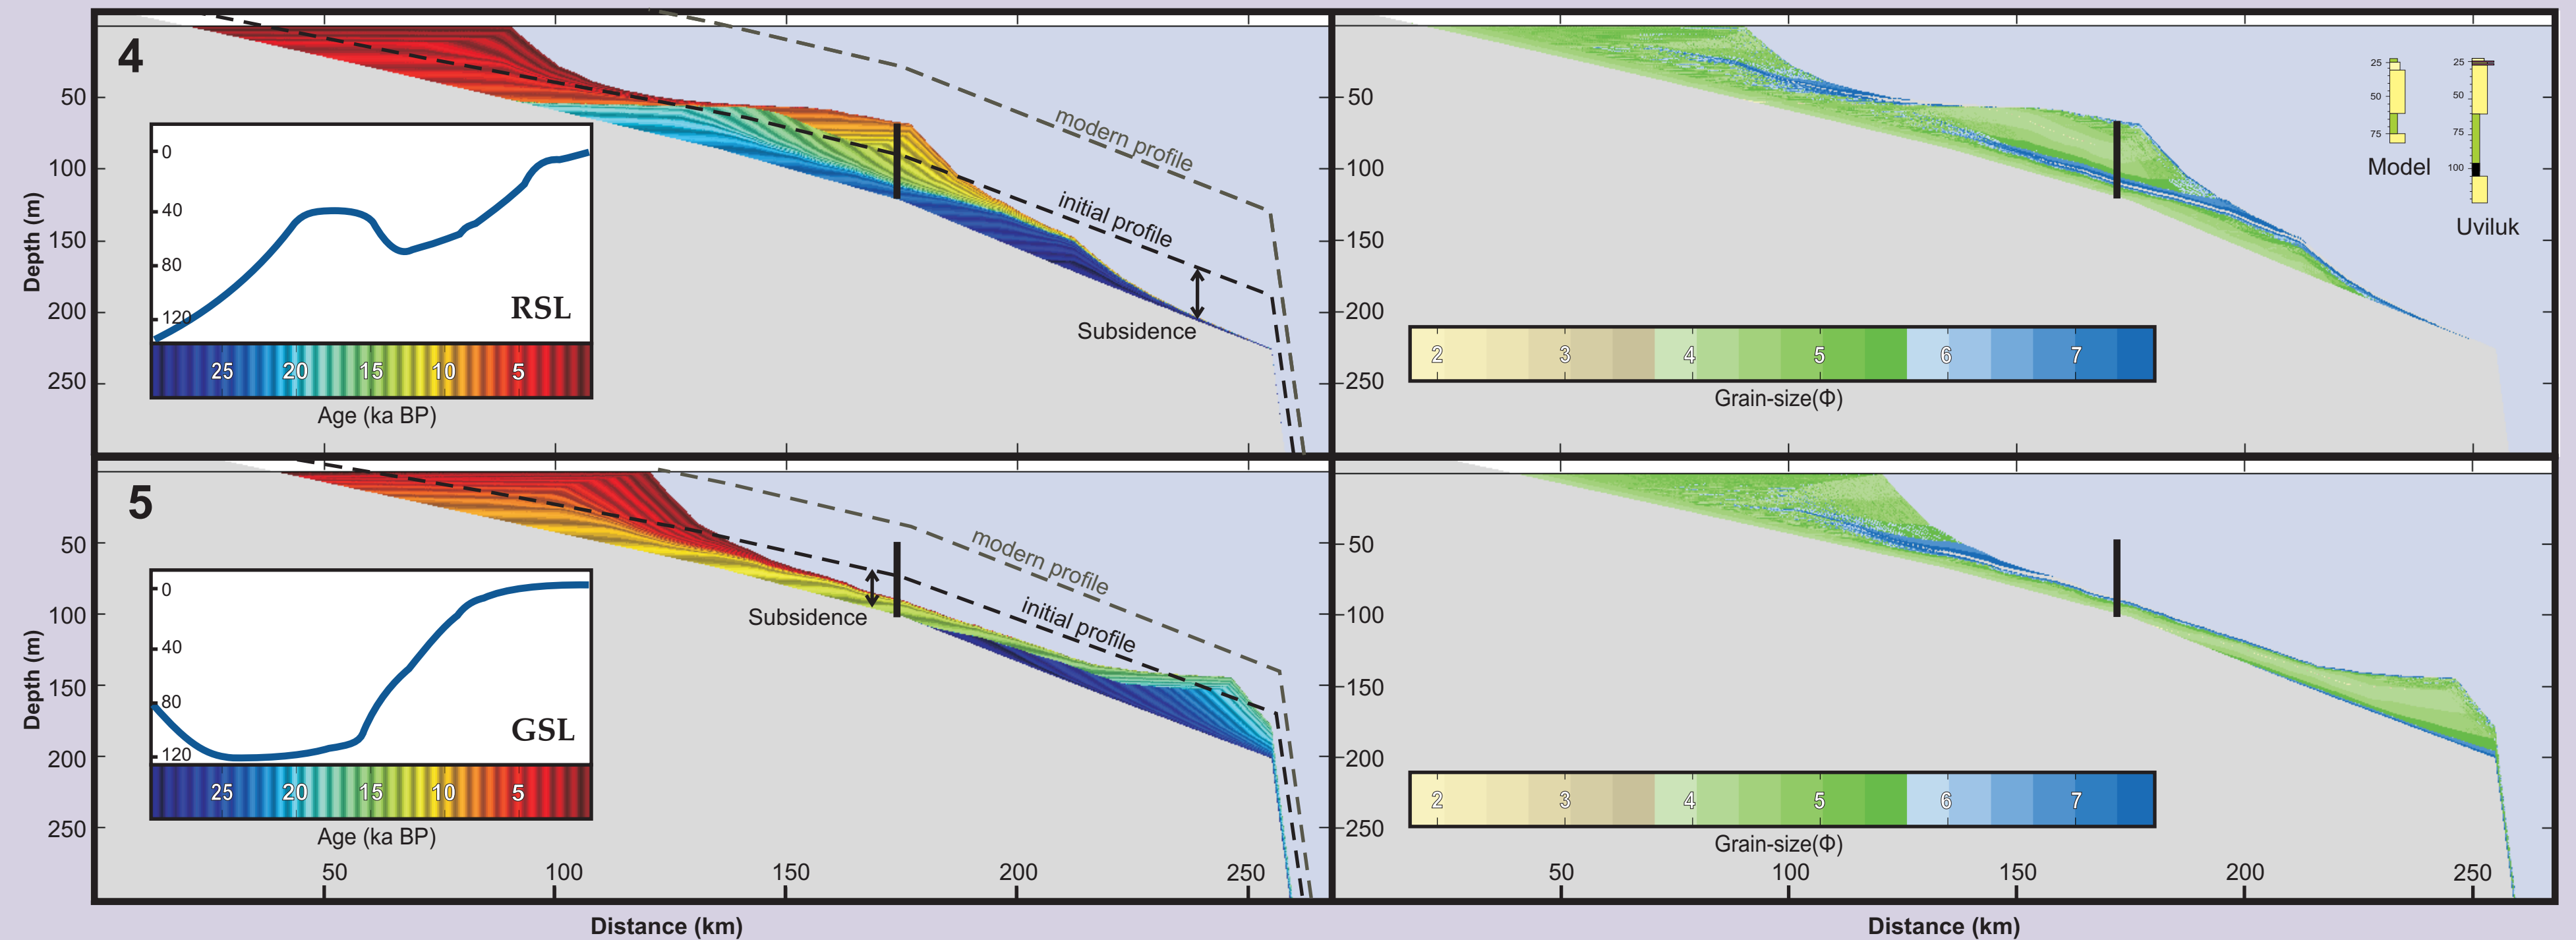 4
50
100
150
200
250
Depth (m)
0
40
80
120
RSL
25 20 15 10 5
Age (ka BP)
modern profile
initial profile
Subsidence
50
100
150
200
250
25
50
75
Model
25
50
75
100
Uviluk
2 3 4 5 6 7
Grain-size(Φ)
5
50
100
150
200
250
Depth (m)
0
40
80
120
GSL
25 20 15 10 5
Age (ka BP)
modern profile
initial profile
Subsidence
50 100 150 200 250
Distance (km)
50
100
150
200
250
2 3 4 5 6 7
Grain-size(Φ)
50 100 150 200 250
Distance (km)